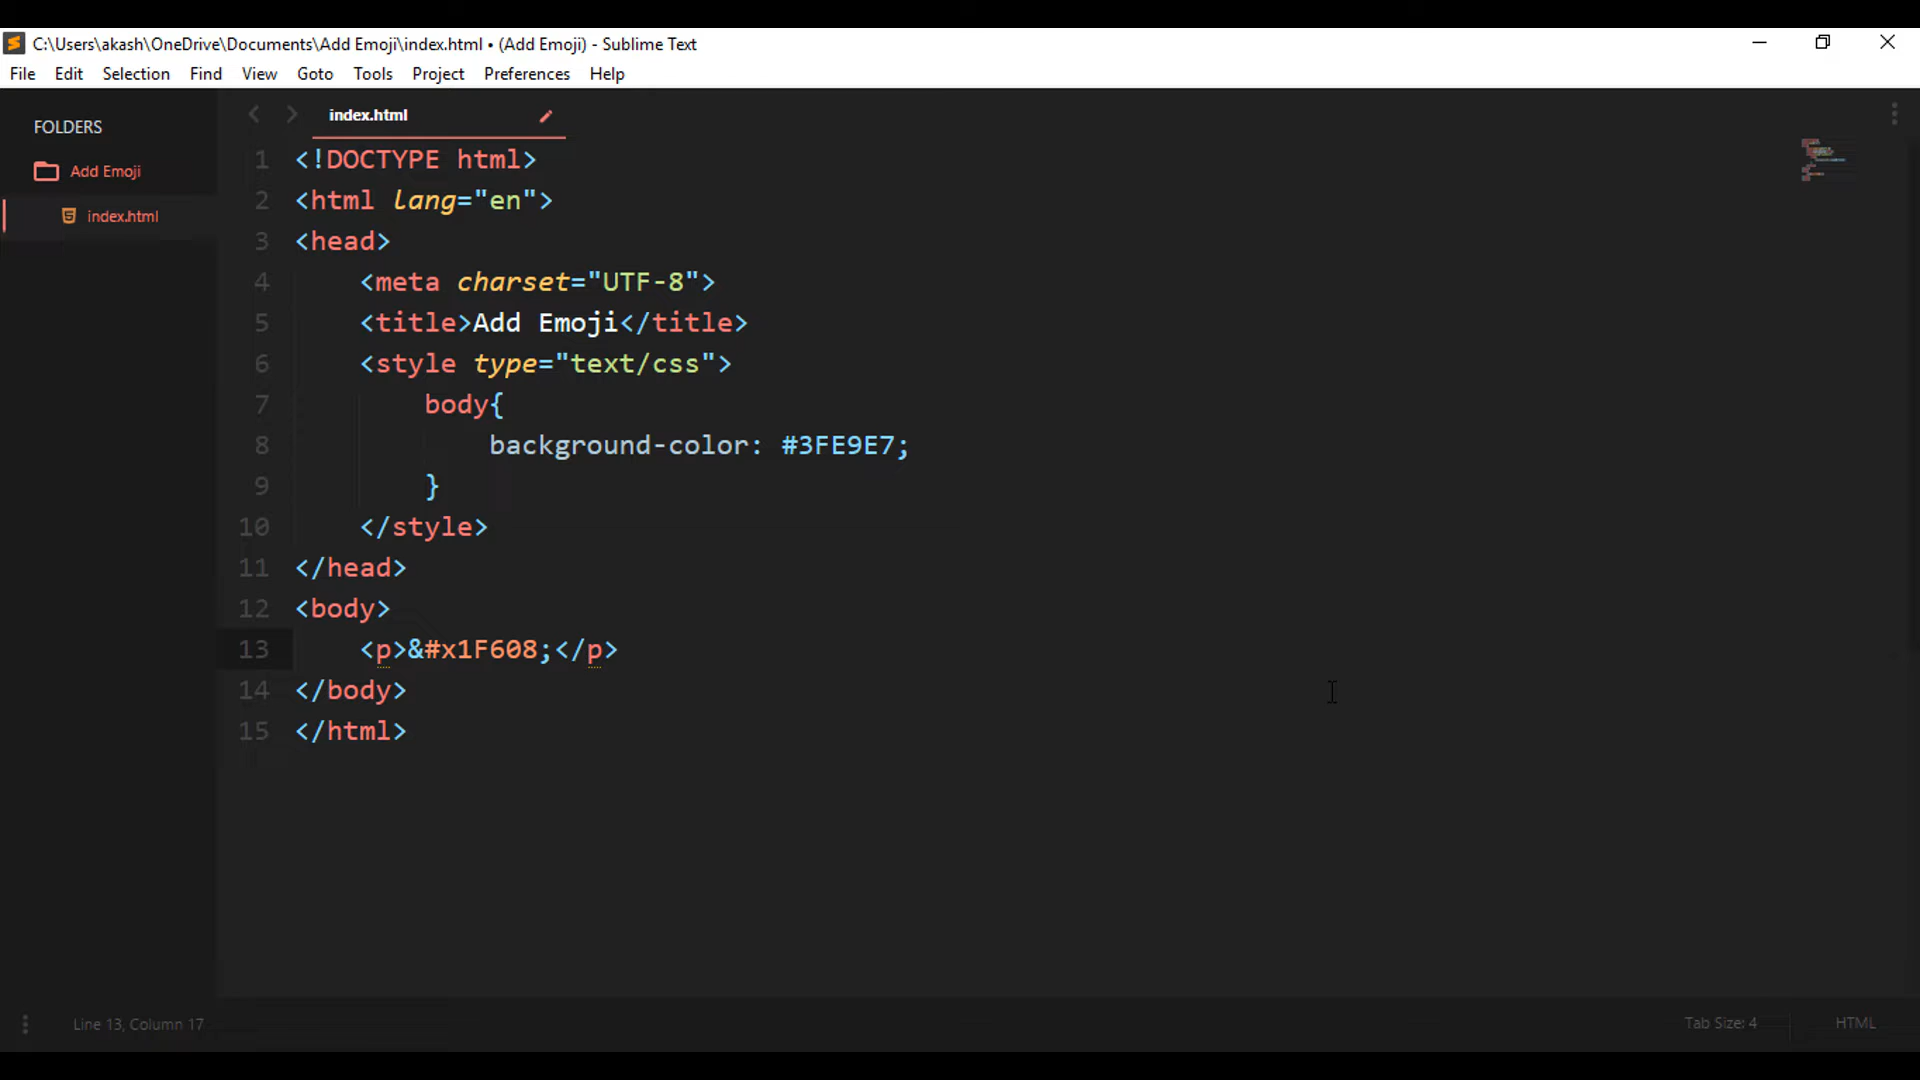 C:\Users\akash\OneDrive\Documents\Add Emoji\index.html • (Add Emoji) - Sublime Text
File Edit Selection Find View Goto Tools Project Preferences Help
FOLDERS
Add Emoji
index.html
index.html
1 <!DOCTYPE html>
2 <html lang="en">
3 <head>
4     <meta charset="UTF-8">
5     <title>Add Emoji</title>
6     <style type="text/css">
7         body{
8             background-color: #3FE9E7;
9         }
10     </style>
11 </head>
12 <body>
13     <p>&#x1F608;</p>
14 </body>
15 </html>
Line 13, Column 17
Tab Size: 4
HTML